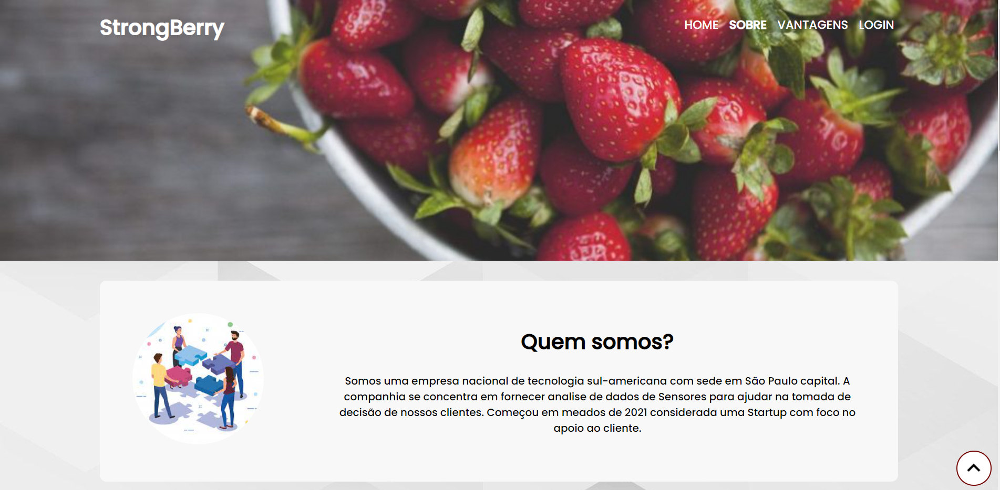 StrongBerry
HOME SOBRE VANTAGENS LOGIN
Quem somos?
Somos uma empresa nacional de tecnologia sul-americana com sede em São Paulo capital. A
companhia se concentra em fornecer analise de dados de Sensores para ajudar na tomada de
decisão de nossos clientes. Começou em meados de 2021 considerada uma Startup com foco no
apoio ao cliente.